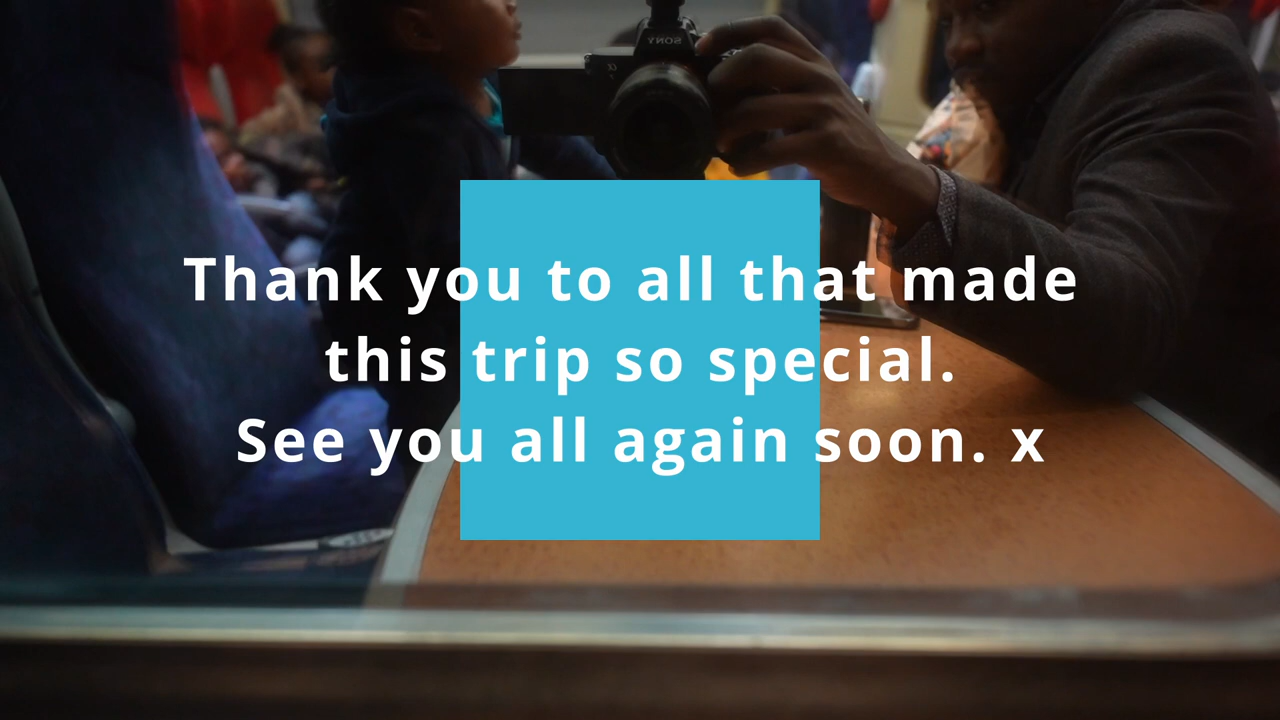 SONY
Thank you to all that made
this trip so special.
See you all again soon. x